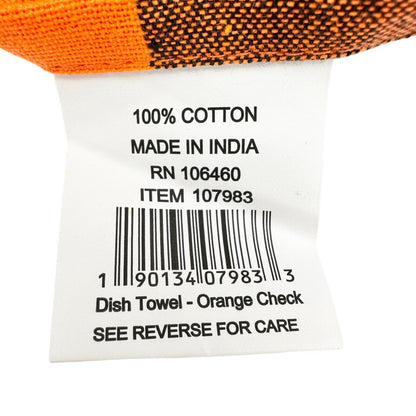 100% COTTON
MADE IN INDIA
RN 106460
ITEM 107983
1 90134 07983 3
Dish Towel - Orange Check
SEE REVERSE FOR CARE